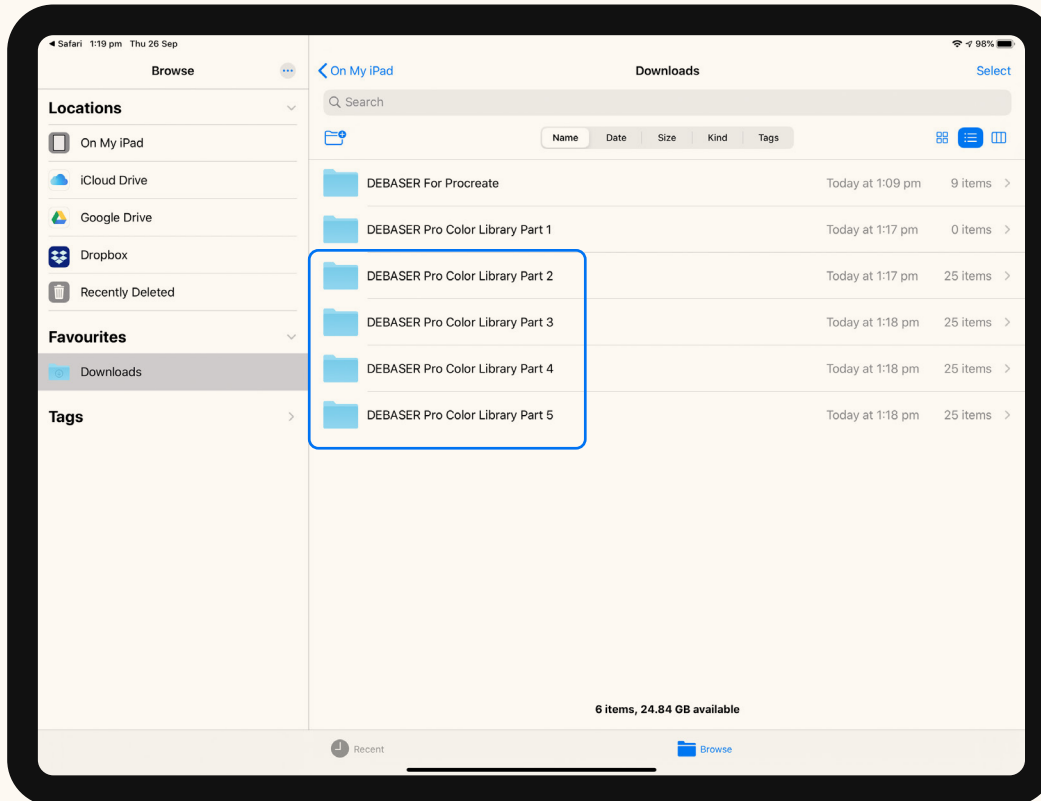 Safari 1:19 pm Thu 26 Sep
98%
Browse
On My iPad
Downloads
Select
Locations
Search
On My iPad
Name Date Size Kind Tags
iCloud Drive
DEBASER For Procreate Today at 1:09 pm 9 items
Google Drive
DEBASER Pro Color Library Part 1 Today at 1:17 pm 0 items
Dropbox
DEBASER Pro Color Library Part 2 Today at 1:17 pm 25 items
Recently Deleted
DEBASER Pro Color Library Part 3 Today at 1:18 pm 25 items
Favourites
DEBASER Pro Color Library Part 4 Today at 1:18 pm 25 items
Downloads
DEBASER Pro Color Library Part 5 Today at 1:18 pm 25 items
Tags
6 items, 24.84 GB available
Recent
Browse